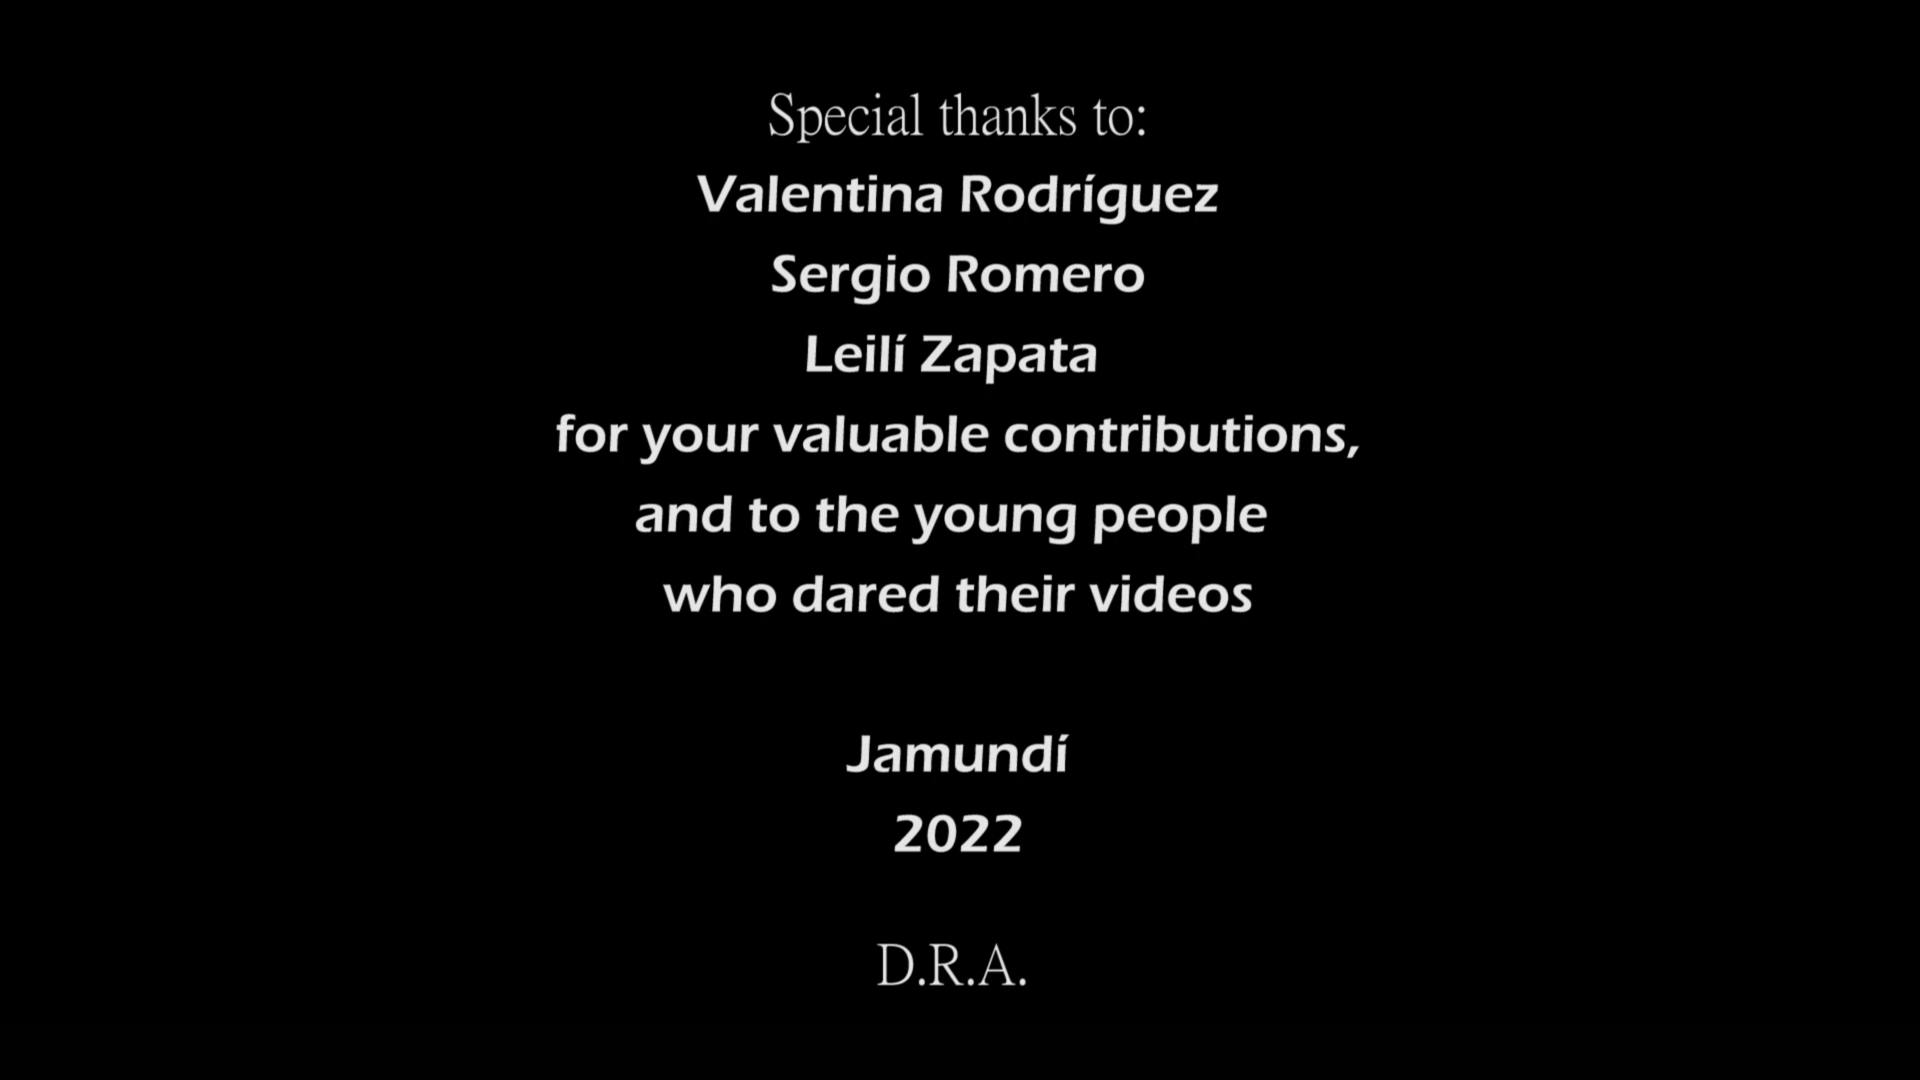 Special thanks to:
Valentina Rodríguez
Sergio Romero
Leilí Zapata
for your valuable contributions,
and to the young people
who dared their videos
Jamundí
2022
D.R.A.